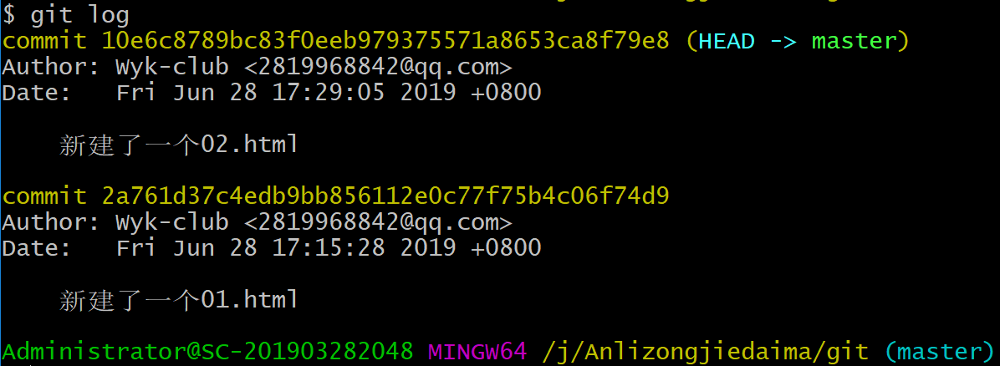 $ git log
commit 10e6c8789bc83f0eeb979375571a8653ca8f79e8 (HEAD -> master)
Author: Wyk-club <2819968842@qq.com>
Date:   Fri Jun 28 17:29:05 2019 +0800
新建了一个02.html
commit 2a761d37c4edb9bb856112e0c77f75b4c06f74d9
Author: Wyk-club <2819968842@qq.com>
Date:   Fri Jun 28 17:15:28 2019 +0800
新建了一个01.html
Administrator@SC-201903282048 MINGW64 /j/Anlizongjiedaima/git (master)